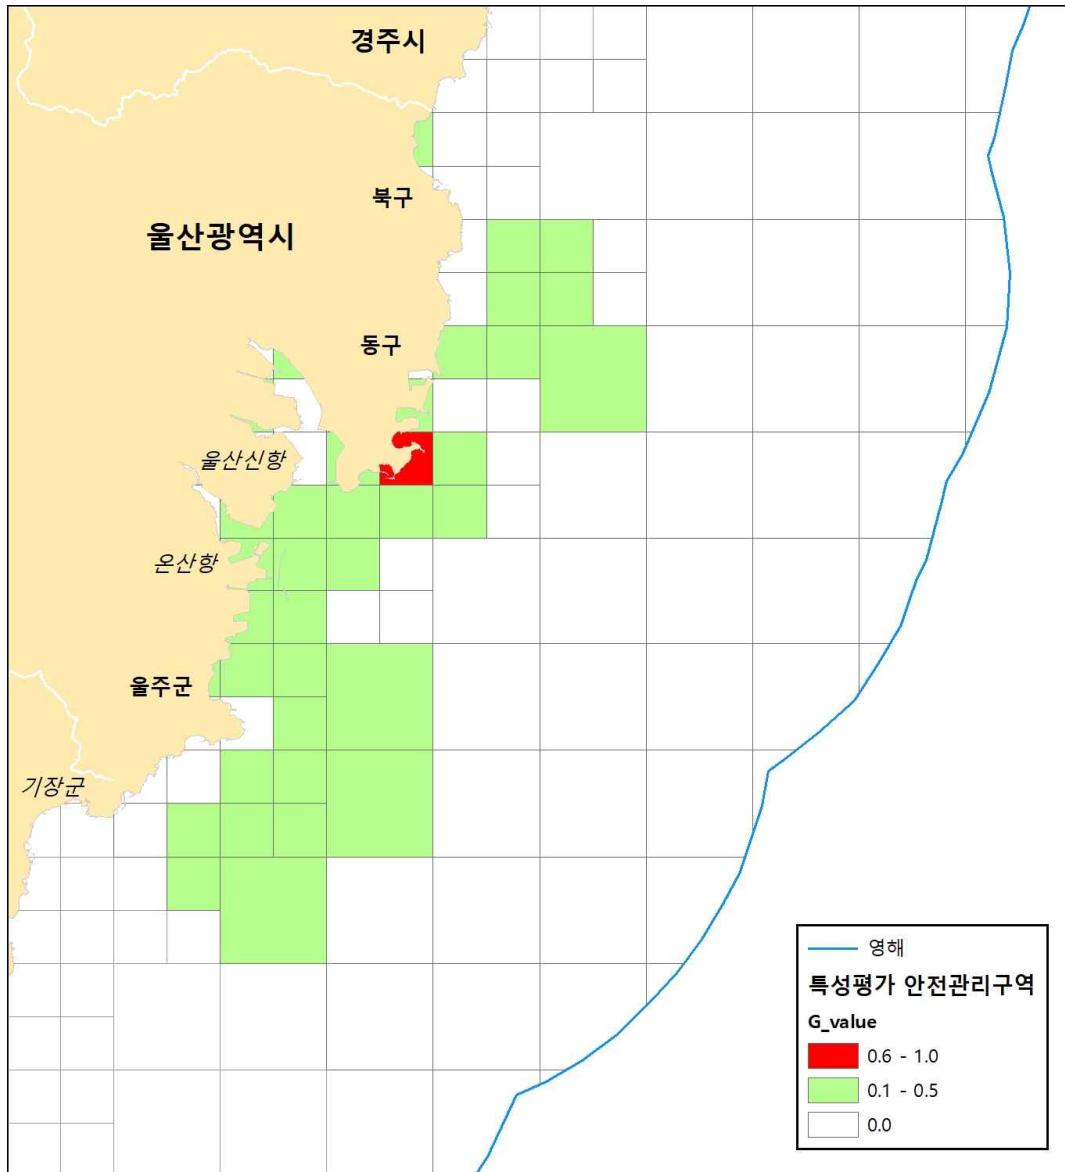 경주시
북구
울산광역시
동구
울산신항
온산항
울주군
기장군
영해
특성평가 안전관리구역
G_value
0.6 - 1.0
0.1 - 0.5
0.0